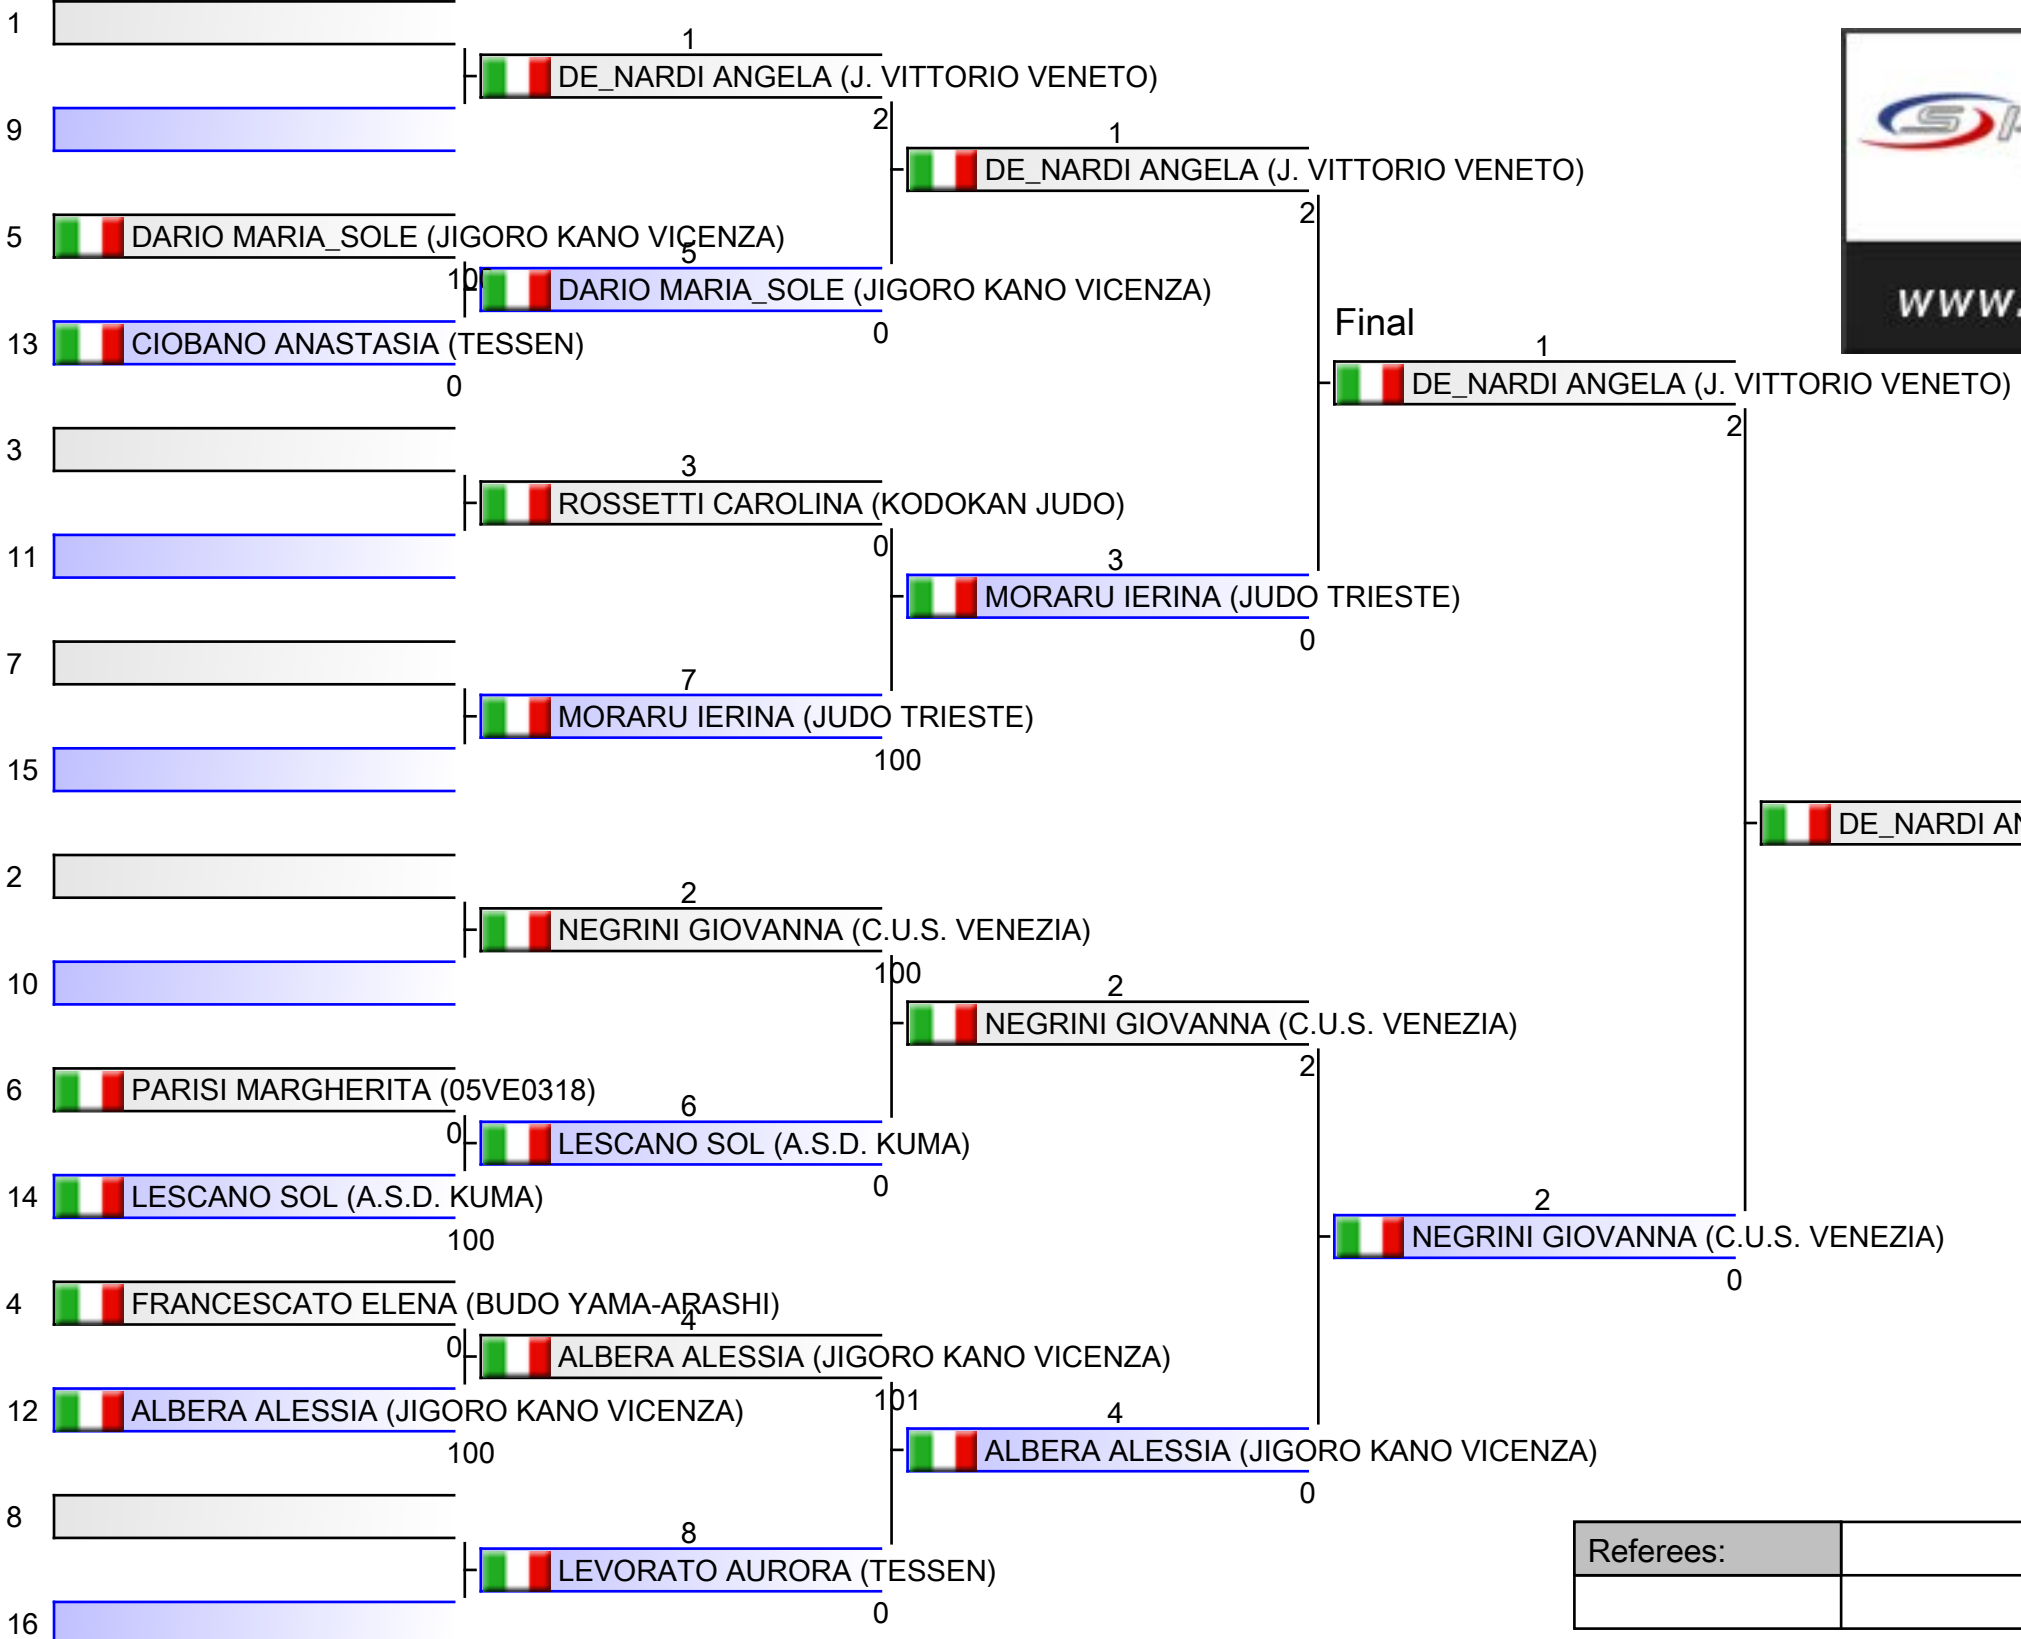 1
1
DE_NARDI ANGELA (J. VITTORIO VENETO)
2
9
1
DE_NARDI ANGELA (J. VITTORIO VENETO)
2
5
DARIO MARIA_SOLE (JIGORO KANO VICENZA)
5
DARIO MARIA_SOLE (JIGORO KANO VICENZA)
0
13
CIOBANO ANASTASIA (TESSEN)
0
WWW.
Final
1
DE_NARDI ANGELA (J. VITTORIO VENETO)
2
3
3
ROSSETTI CAROLINA (KODOKAN JUDO)
0
11
3
MORARU IERINA (JUDO TRIESTE)
0
7
7
MORARU IERINA (JUDO TRIESTE)
100
15
DE_NARDI
2
2
NEGRINI GIOVANNA (C.U.S. VENEZIA)
100
10
2
NEGRINI GIOVANNA (C.U.S. VENEZIA)
2
6
PARISI MARGHERITA (05VE0318)
0
6
LESCANO SOL (A.S.D. KUMA)
0
14
LESCANO SOL (A.S.D. KUMA)
100
2
NEGRINI GIOVANNA (C.U.S. VENEZIA)
0
4
FRANCESCATO ELENA (BUDO YAMA-ARASHI)
0
4
ALBERA ALESSIA (JIGORO KANO VICENZA)
101
12
ALBERA ALESSIA (JIGORO KANO VICENZA)
100
4
ALBERA ALESSIA (JIGORO KANO VICENZA)
0
8
8
LEVORATO AURORA (TESSEN)
0
16
Referees: